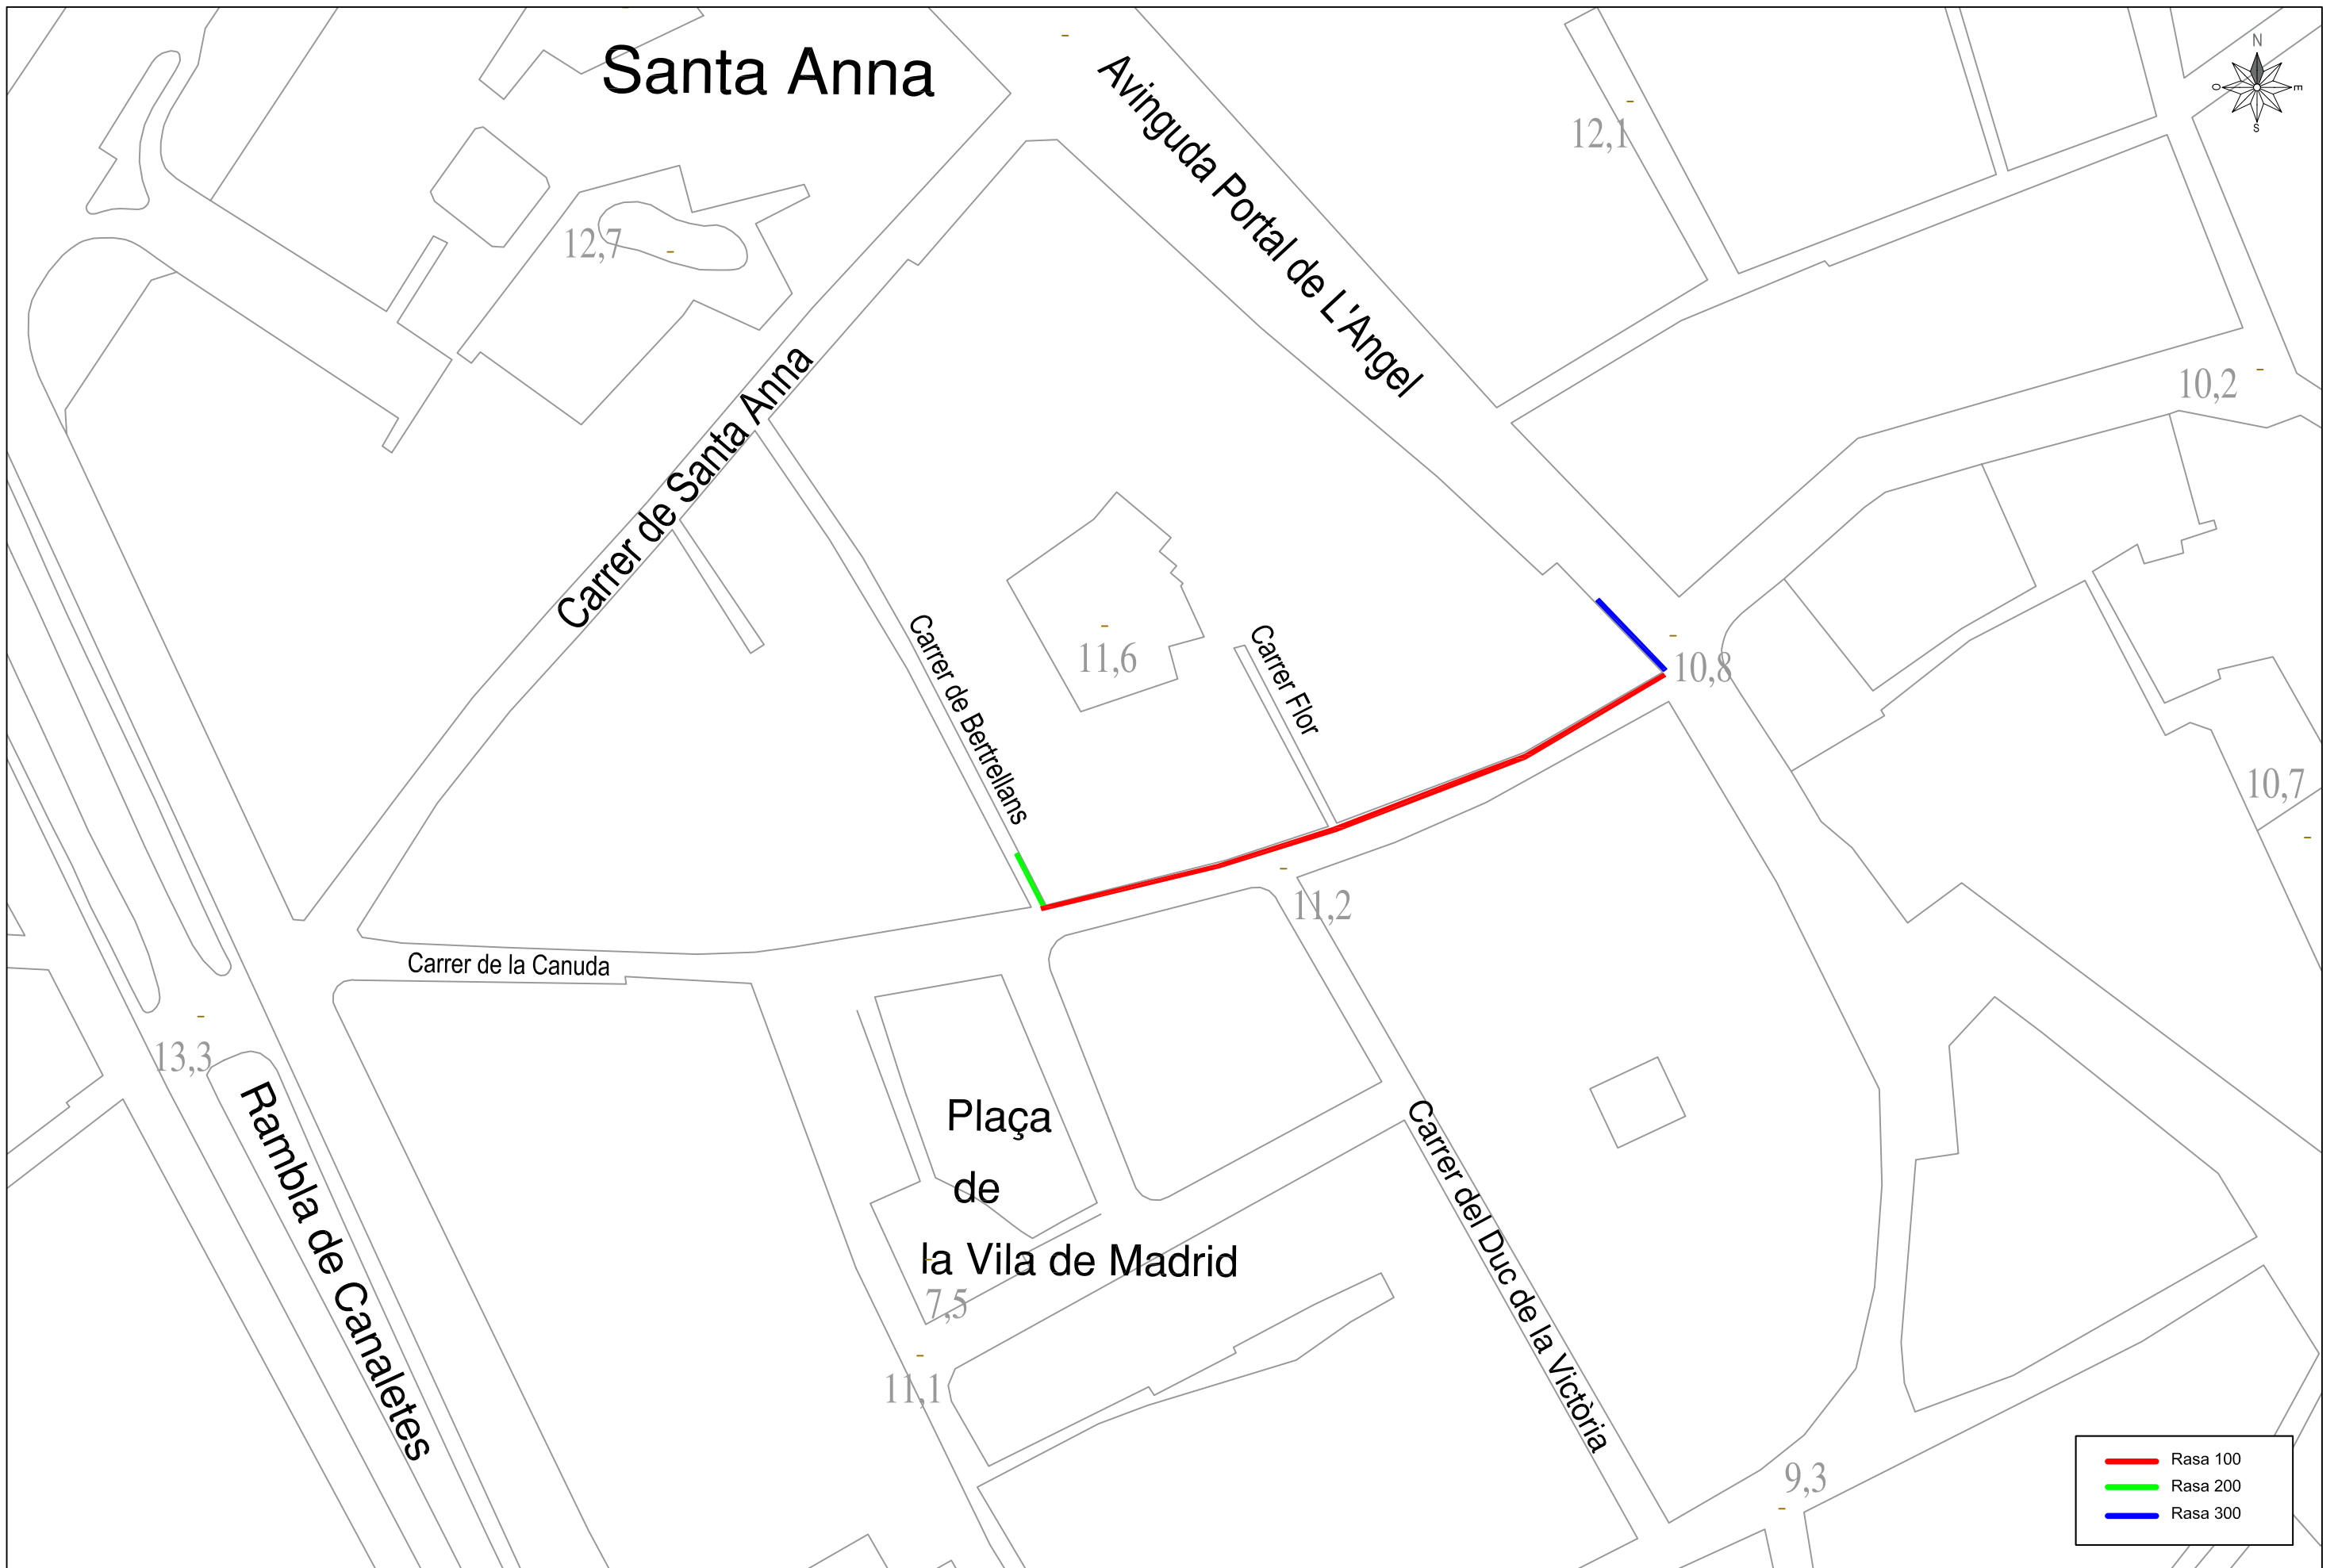 Santa Anna
Avinguda Portal de L'Angel
N
O
E
S
12,1
12,7
10,2
Carrer de Santa Anna
Carrer de Bertrellans
11,6
Carrer Flor
10,8
10,7
11,2
Carrer de la Canuda
13,3
Rambla de Canaletes
Plaça
de
la Vila de Madrid
7,5
11,1
Carrer del Duc de la Victòria
9,3
Rasa 100
Rasa 200
Rasa 300